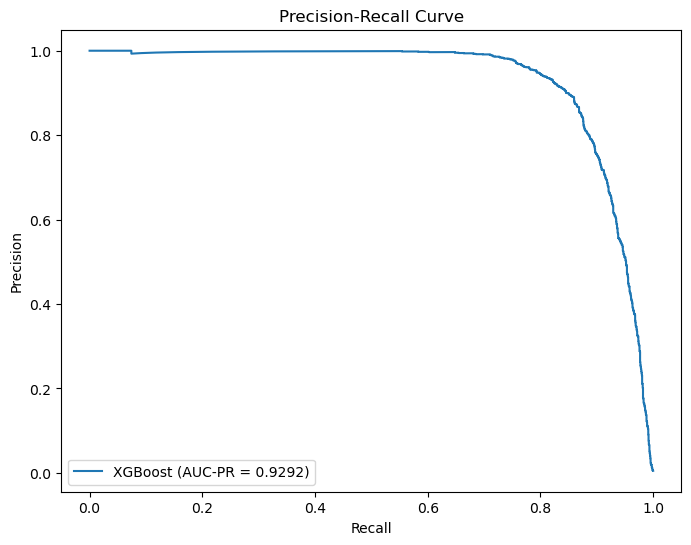 Precision-Recall Curve
1.0
0.8
0.6
0.4
0.2
0.0
Precision
XGBoost (AUC-PR = 0.9292)
0.0 0.2 0.4 0.6 0.8 1.0
Recall